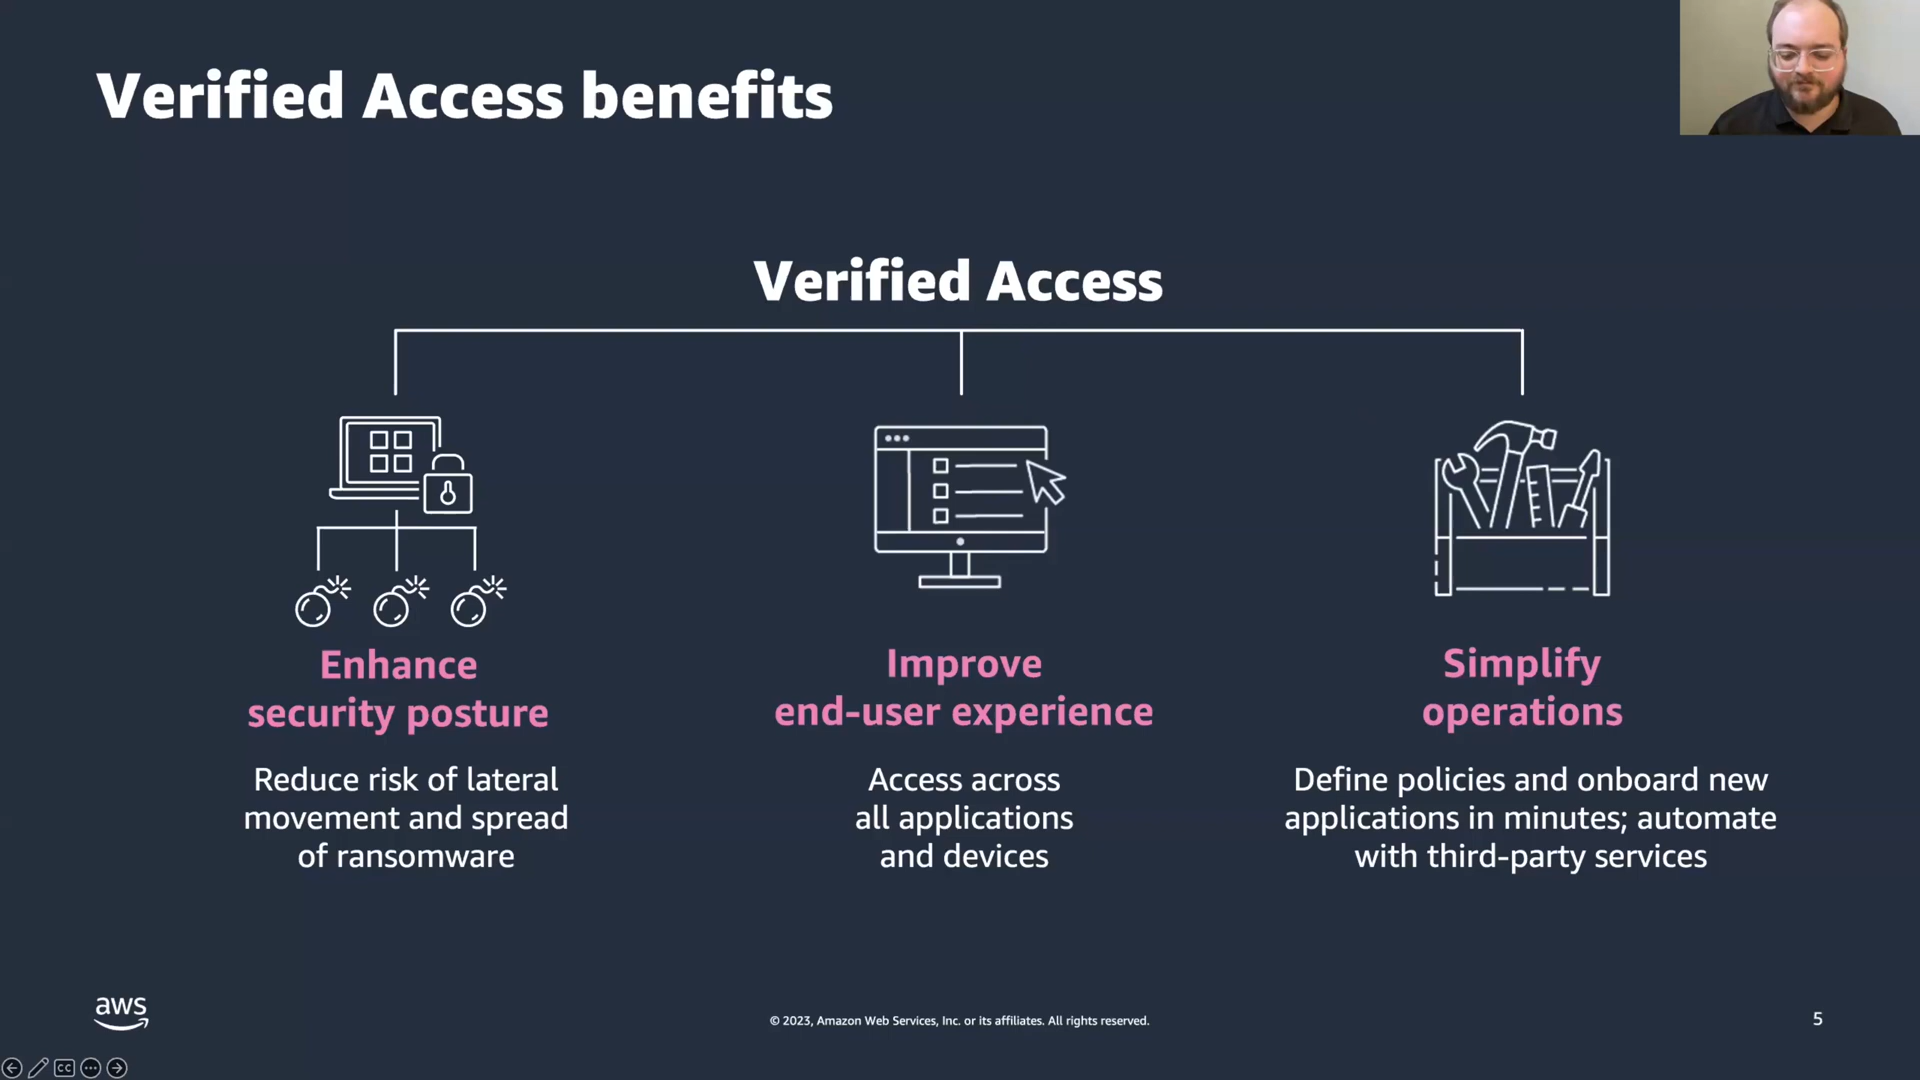 Verified Access benefits
Verified Access
Enhance
security posture
Reduce risk of lateral
movement and spread
of ransomware
Improve
end-user experience
Access across
all applications
and devices
Simplify
operations
Define policies and onboard new
applications in minutes; automate
with third-party services
aws
© 2023, Amazon Web Services, Inc. or its affiliates. All rights reserved.
5
CC